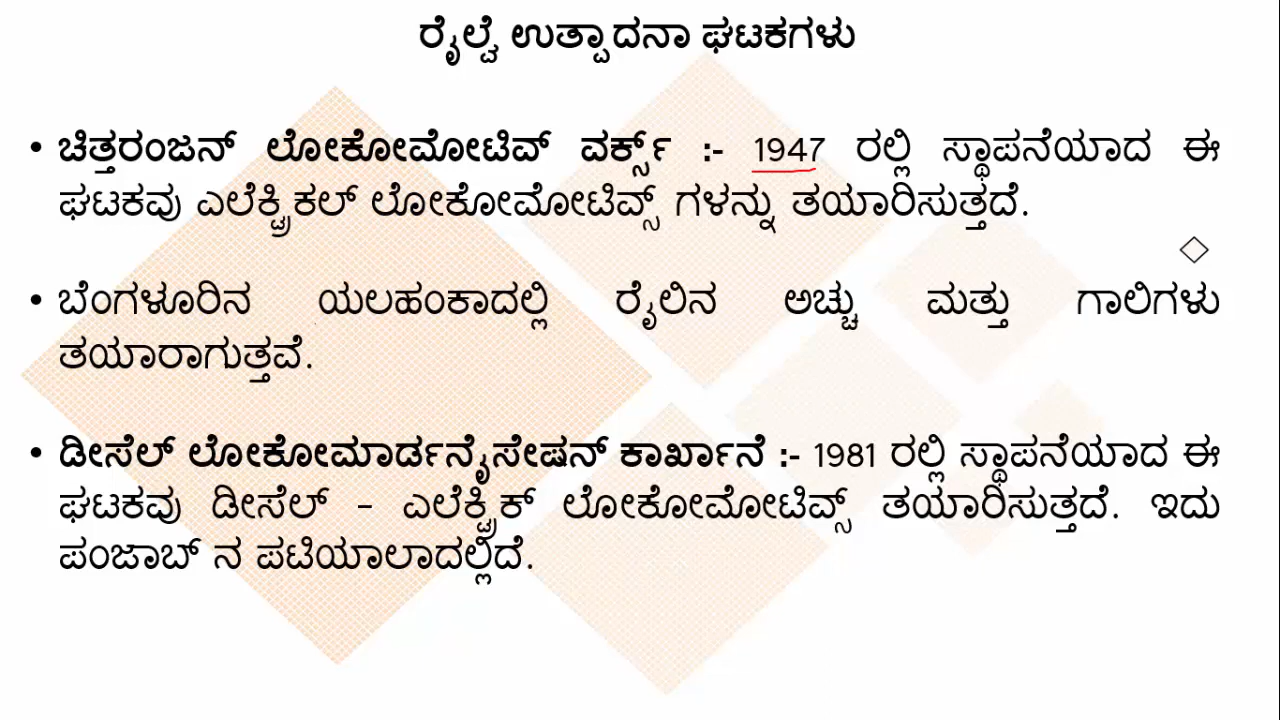 ರೈಲ್ವೆ ಉತ್ಪಾದನಾ ಘಟಕಗಳು
• ಚಿತ್ತರಂಜನ್ ಲೋಕೋಮೋಟಿವ್ ವರ್ಕ್ಸ್ :- 1947 ರಲ್ಲಿ ಸ್ಥಾಪನೆಯಾದ ಈ
ಘಟಕವು ಎಲೆಕ್ಟ್ರಿಕಲ್ ಲೋಕೋಮೋಟಿವ್ಸ್ ಗಳನ್ನು ತಯಾರಿಸುತ್ತದೆ.
• ಬೆಂಗಳೂರಿನ ಯಲಹಂಕಾದಲ್ಲಿ ರೈಲಿನ ಅಚ್ಚು ಮತ್ತು ಗಾಲಿಗಳು
ತಯಾರಾಗುತ್ತವೆ.
• ಡೀಸೆಲ್ ಲೋಕೋಮಾರ್ಡನೈಸೇಷನ್ ಕಾರ್ಖಾನೆ :- 1981 ರಲ್ಲಿ ಸ್ಥಾಪನೆಯಾದ ಈ
ಘಟಕವು ಡೀಸೆಲ್ – ಎಲೆಕ್ಟ್ರಿಕ್ ಲೋಕೋಮೋಟಿವ್ಸ್ ತಯಾರಿಸುತ್ತದೆ. ಇದು
ಪಂಜಾಬ್ ನ ಪಟಿಯಾಲಾದಲ್ಲಿದೆ.